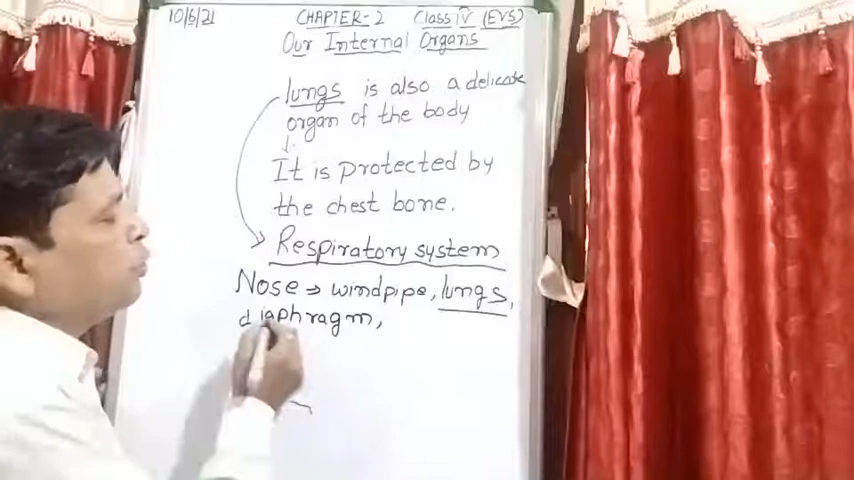 10/5/21 CHAPTER-2 Class IV (EVS)
Our Internal Organs
lungs is also a delicate
organ of the body
It is protected by
the chest bone.
Respiratory system
Nose → windpipe, lungs,
diaphragm,